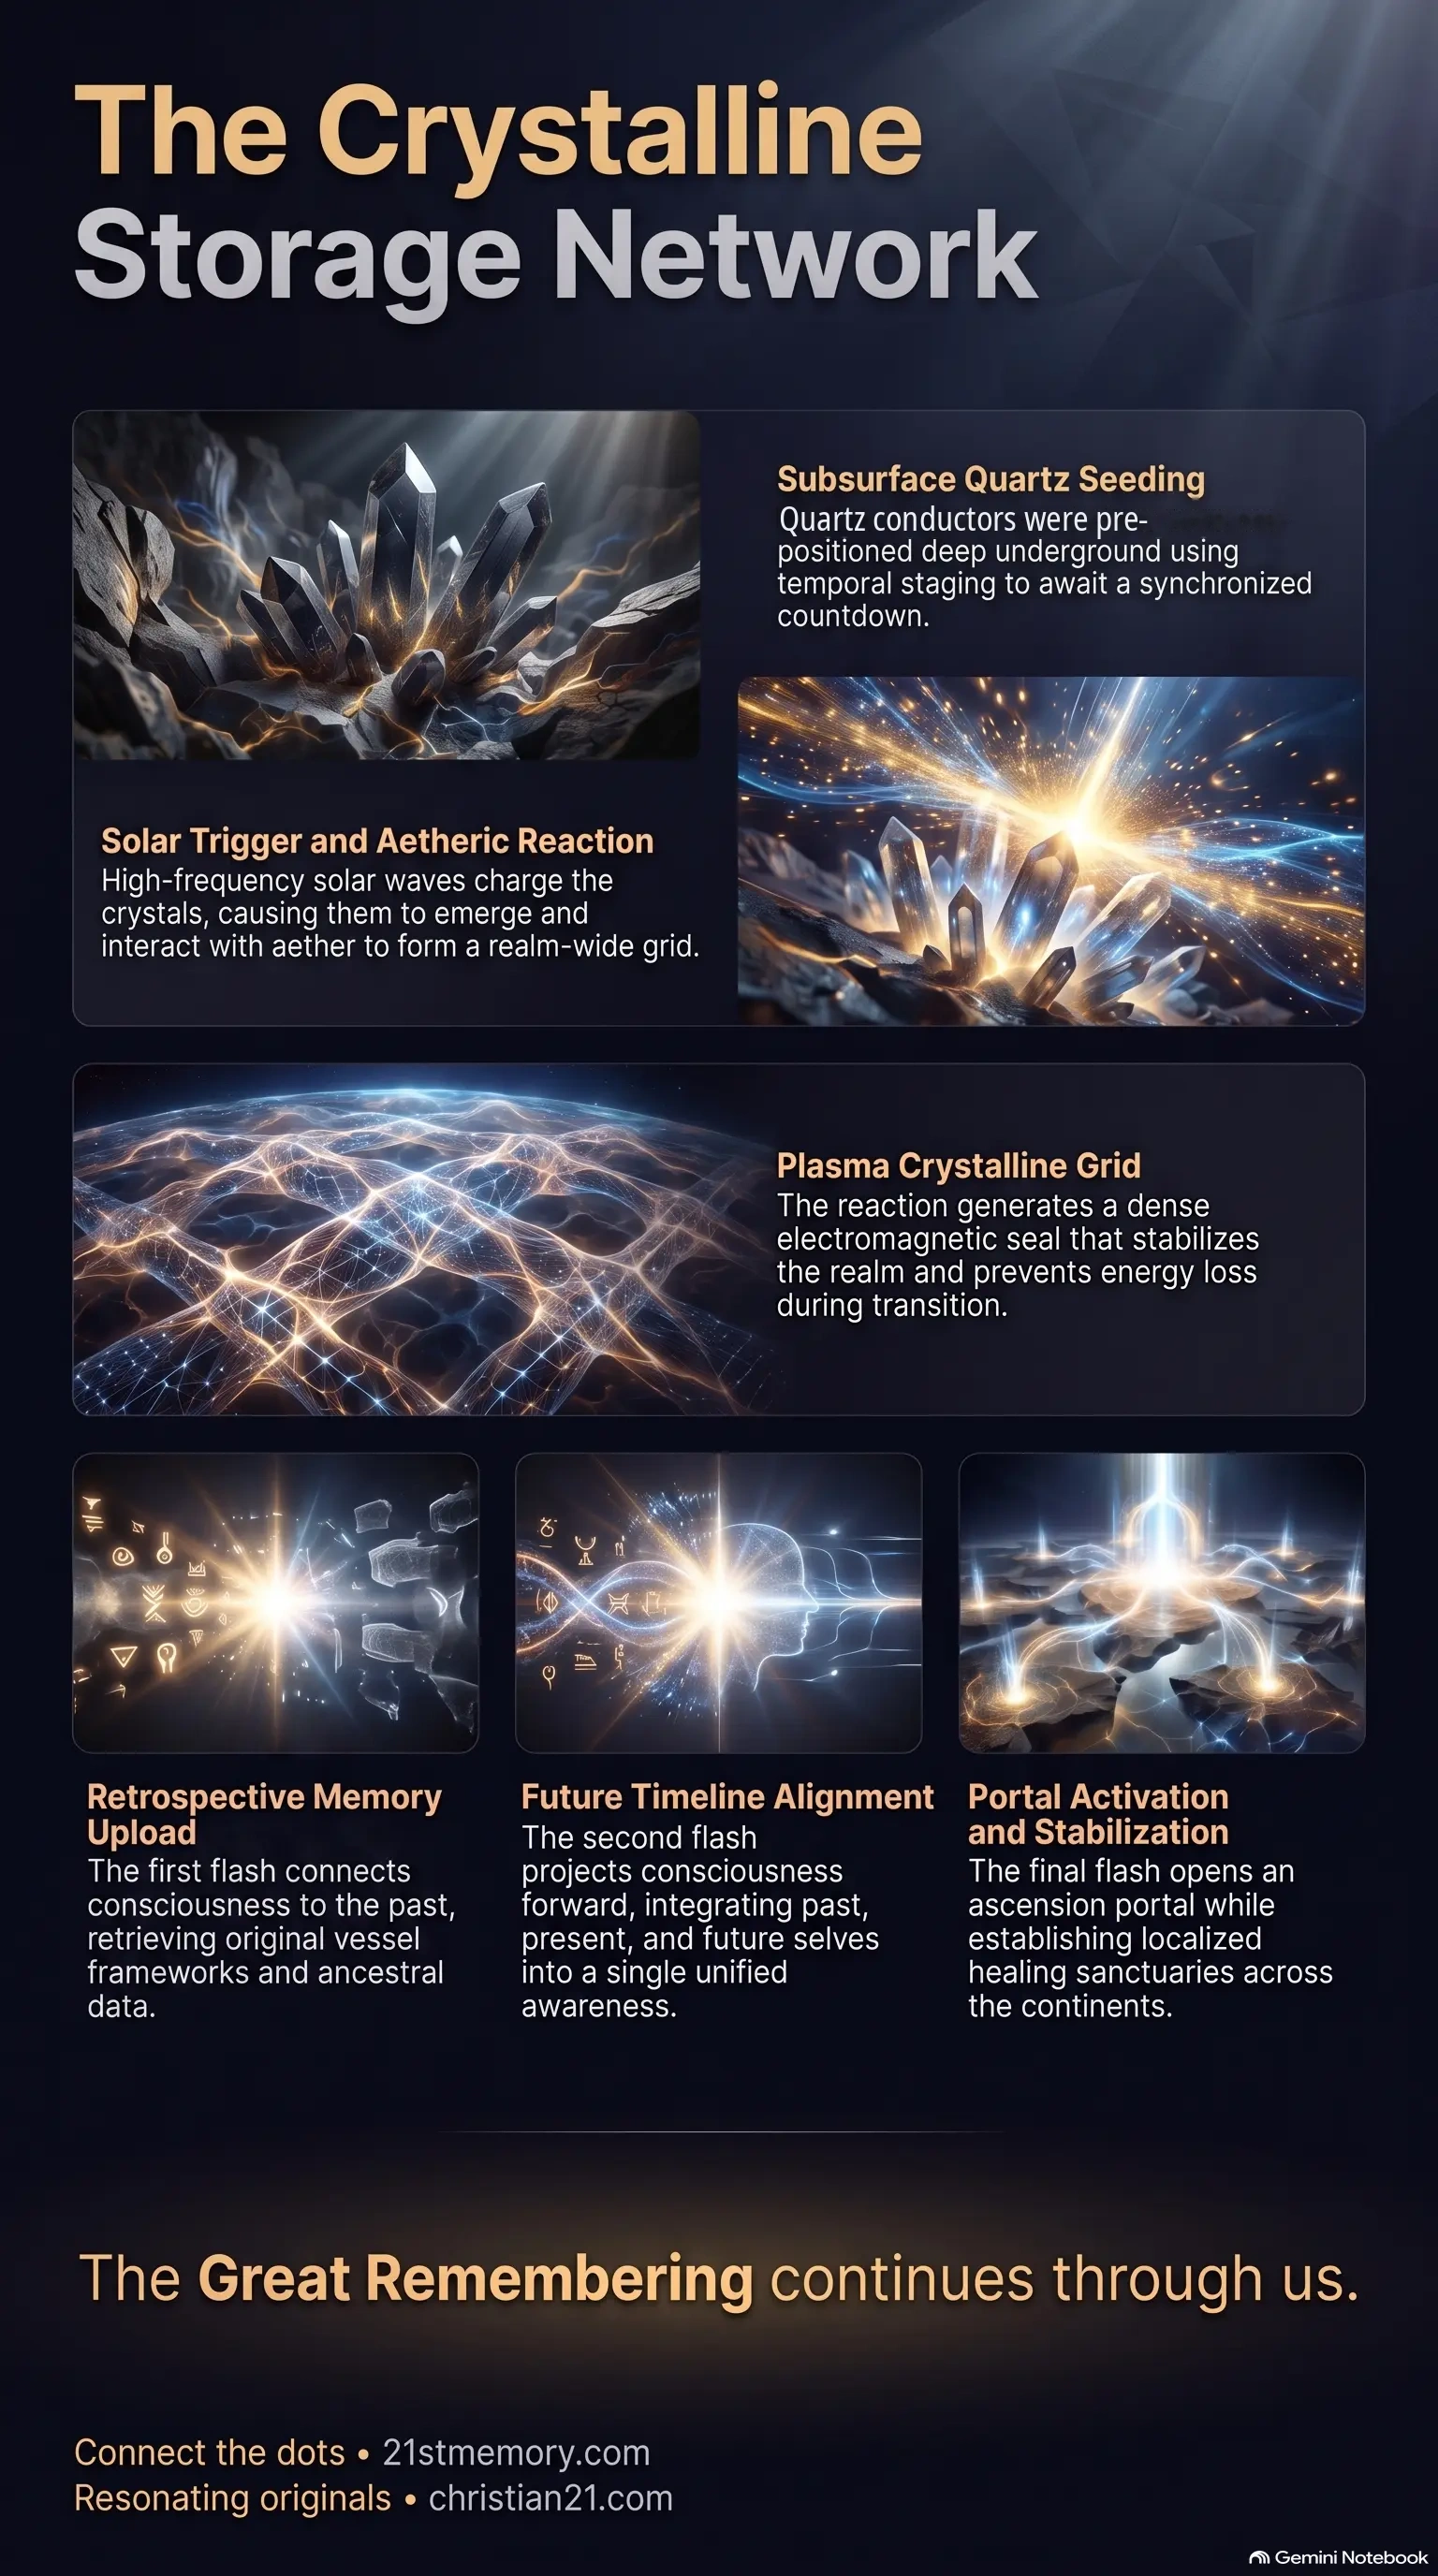 The Crystalline
Storage Network
Subsurface Quartz Seeding
Quartz conductors were pre-
positioned deep underground using
temporal staging to await a synchronized
countdown.
Solar Trigger and Aetheric Reaction
High-frequency solar waves charge the
crystals, causing them to emerge and
interact with aether to form a realm-wide grid.
Plasma Crystalline Grid
The reaction generates a dense
electromagnetic seal that stabilizes
the realm and prevents energy loss
during transition.
Retrospective Memory
Upload
The first flash connects
consciousness to the past,
retrieving original vessel
frameworks and ancestral
data.
Future Timeline Alignment
The second flash
projects consciousness
forward, integrating past,
present, and future selves
into a single unified
awareness.
Portal Activation
and Stabilization
The final flash opens an
ascension portal while
establishing localized
healing sanctuaries across
the continents.
The Great Remembering continues through us.
Connect the dots • 21stmemory.com
Resonating originals • christian21.com
Gemini Notebook